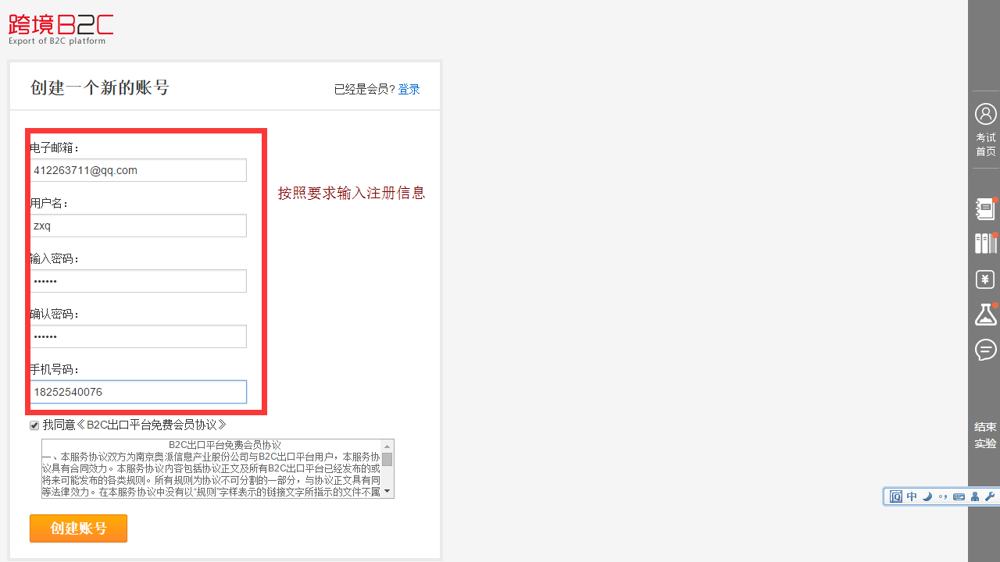 跨境B2C
Export of B2C platform
创建一个新的账号
已经是会员? 登录
电子邮箱：
412263711@qq.com
按照要求输入注册信息
用户名：
zxq
输入密码：
••••••
确认密码：
••••••
手机号码：
18252540076
我同意《B2C出口平台免费会员协议》
B2C出口平台免费会员协议
一、本服务协议双方为南京奥派信息产业股份公司与B2C出口平台用户，本服务协
议具有合同效力。本服务协议内容包括协议正文及所有B2C出口平台已经发布的或
将来可能发布的各类规则。所有规则为协议不可分割的一部分，与协议正文具有同
等法律效力。在本服务协议中没有以“规则”字样表示的链接文字所指示的文件不属
创建账号
考试
首页
¥
结束
实验
中